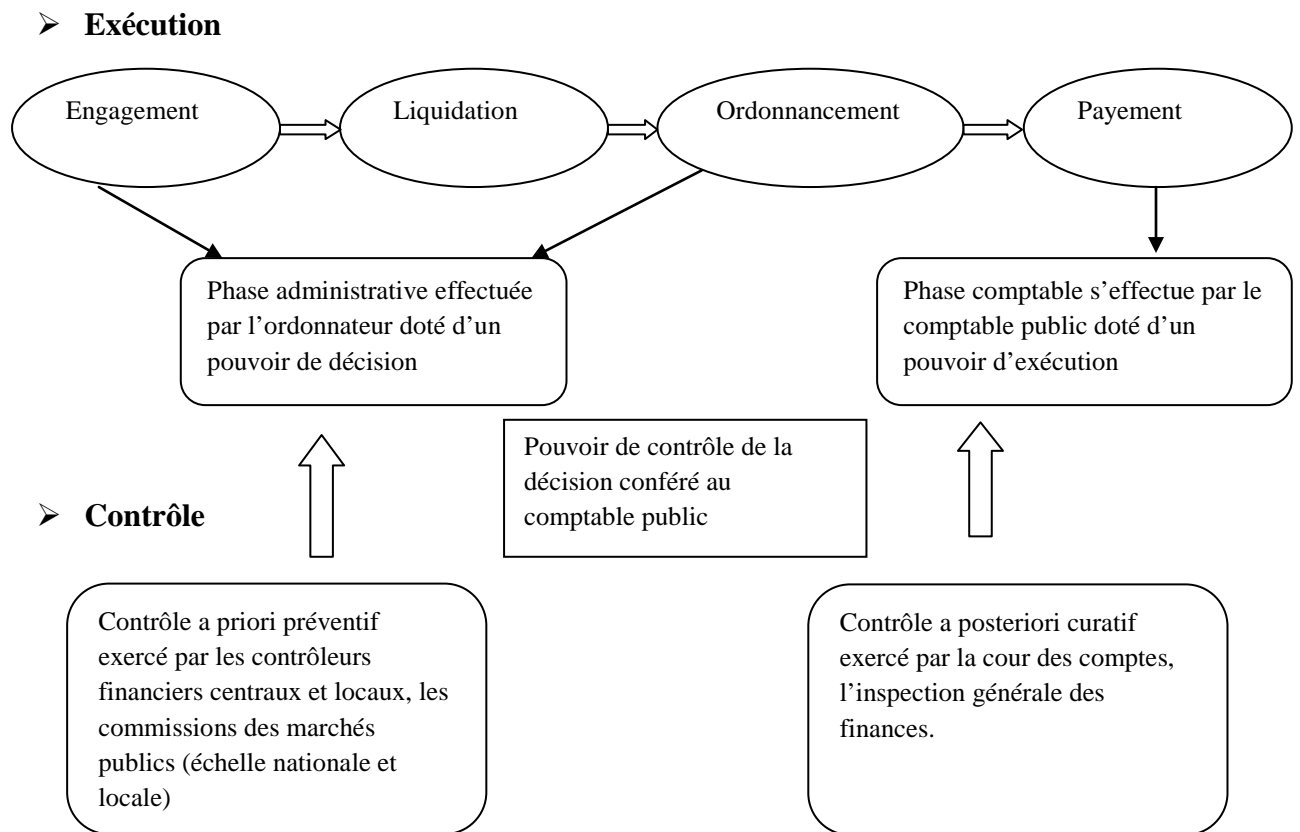 ➢ Exécution
Engagement
Liquidation
Ordonnancement
Payement
Phase administrative effectuée
par l’ordonnateur doté d’un
pouvoir de décision
Phase comptable s’effectue par le
comptable public doté d’un
pouvoir d’exécution
Pouvoir de contrôle de la
décision conféré au
comptable public
➢ Contrôle
Contrôle a priori préventif
exercé par les contrôleurs
financiers centraux et locaux, les
commissions des marchés
publics (échelle nationale et
locale)
Contrôle a posteriori curatif
exercé par la cour des comptes,
l’inspection générale des
finances.